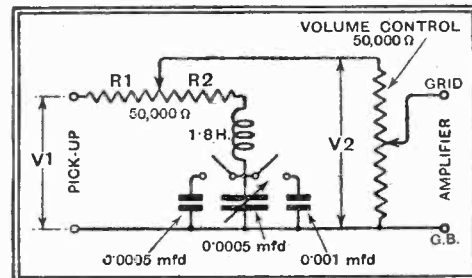 VOLUME CONTROL
50,000 Ω
R1 R2
50,000 Ω
GRID
V1
PICK-UP
1·8H.
V2
AMPLIFIER
G.B.
0·0005 mfd
0·0005 mfd
0·001 mfd